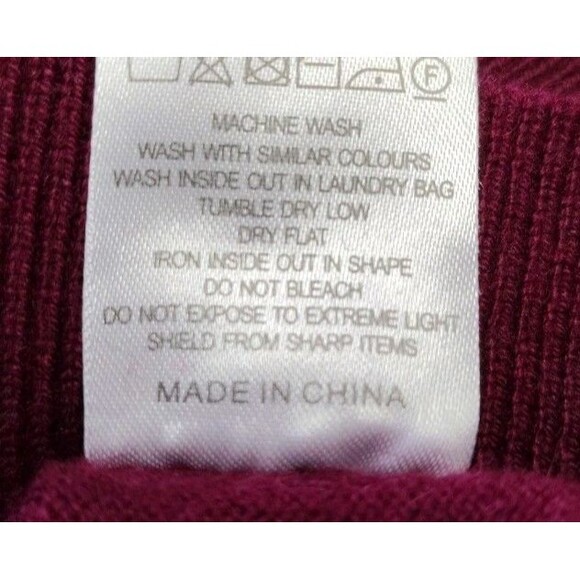 F
MACHINE WASH
WASH WITH SIMILAR COLOURS
WASH INSIDE OUT IN LAUNDRY BAG
TUMBLE DRY LOW
DRY FLAT
IRON INSIDE OUT IN SHAPE
DO NOT BLEACH
DO NOT EXPOSE TO EXTREME LIGHT
SHIELD FROM SHARP ITEMS
MADE IN CHINA